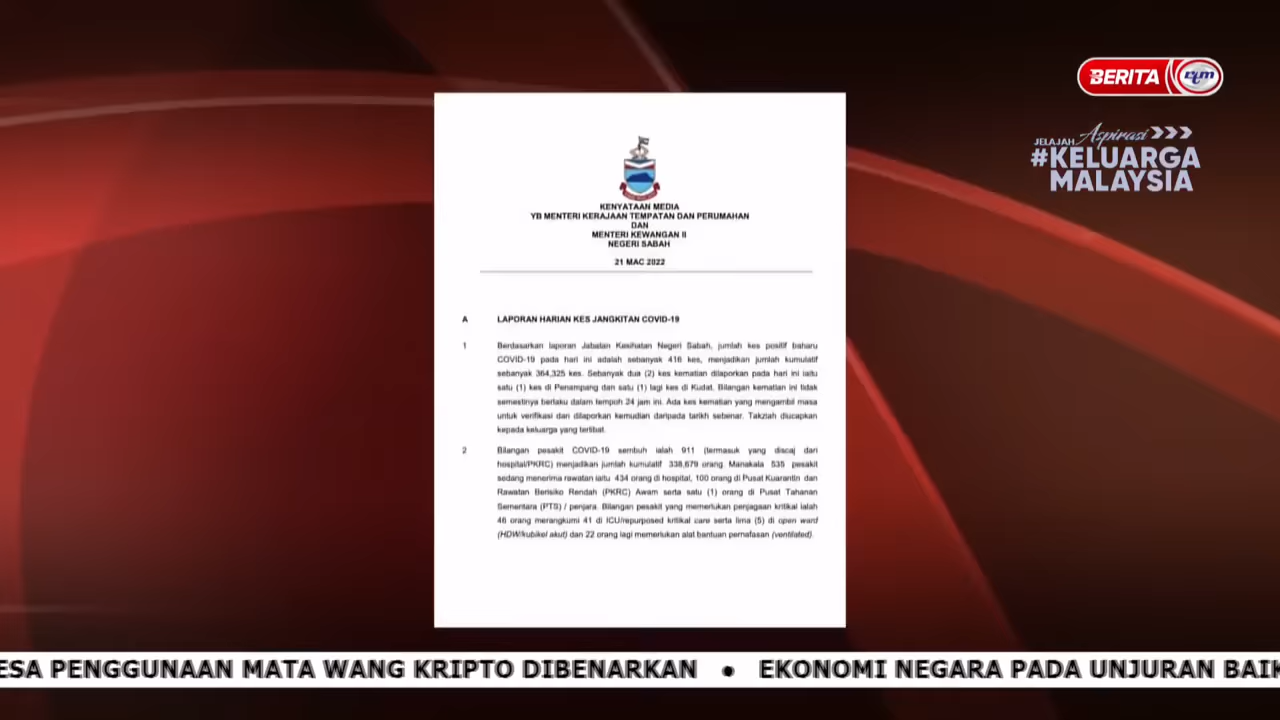 BERITA rtm
JELAJAH Aspirasi
#KELUARGA
MALAYSIA
KENYATAAN MEDIA
YB MENTERI KERAJAAN TEMPATAN DAN PERUMAHAN
DAN
MENTERI KEWANGAN II
NEGERI SABAH
21 MAC 2022
A LAPORAN HARIAN KES JANGKITAN COVID-19
1 Berdasarkan laporan Jabatan Kesihatan Negeri Sabah, jumlah kes positif baharu
COVID-19 pada hari ini adalah sebanyak 416 kes, menjadikan jumlah kumulatif
sebanyak 364,325 kes. Sebanyak dua (2) kes kematian dilaporkan pada hari ini iaitu
satu (1) kes di Penampang dan satu (1) lagi kes di Kudat. Bilangan kematian ini tidak
semestinya berlaku dalam tempoh 24 jam ini. Ada kes kematian yang mengambil masa
untuk verifikasi dan dilaporkan kemudian daripada tarikh sebenar. Takziah diucapkan
kepada keluarga yang terlibat.
2 Bilangan pesakit COVID-19 sembuh ialah 911 (termasuk yang discaj dari
hospital/PKRC) menjadikan jumlah kumulatif 338,679 orang. Manakala 535 pesakit
sedang menerima rawatan iaitu 434 orang di hospital, 100 orang di Pusat Kuarantin dan
Rawatan Berisiko Rendah (PKRC) Awam serta satu (1) orang di Pusat Tahanan
Sementara (PTS) / penjara. Bilangan pesakit yang memerlukan penjagaan kritikal ialah
46 orang merangkumi 41 di ICU/repurposed kritikal care serta lima (5) di open ward
(HDW/kubikel akut) dan 22 orang lagi memerlukan alat bantuan pernafasan (ventilated).
ESA PENGGUNAAN MATA WANG KRIPTO DIBENARKAN • EKONOMI NEGARA PADA UNJURAN BAIK